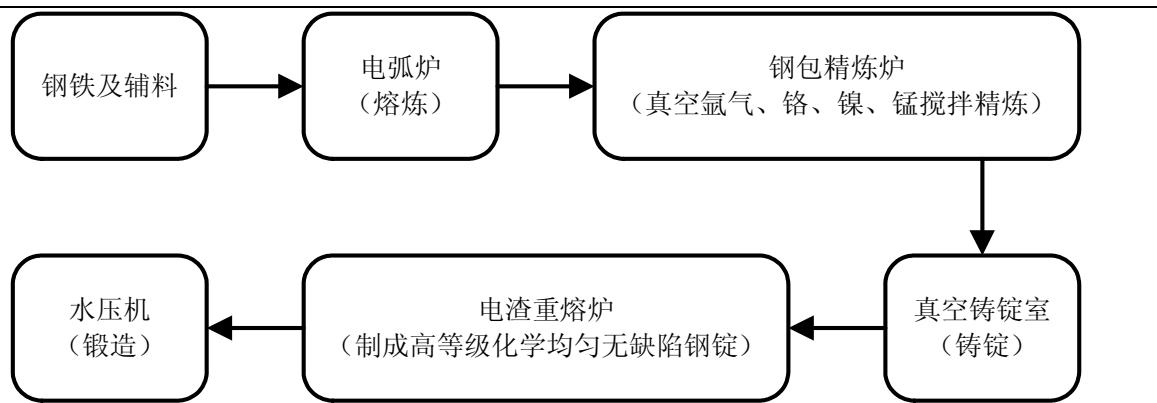 钢铁及辅料
电弧炉
（熔炼）
钢包精炼炉
（真空氩气、铬、镍、锰搅拌精炼）
真空铸锭室
（铸锭）
电渣重熔炉
（制成高等级化学均匀无缺陷钢锭）
水压机
（锻造）